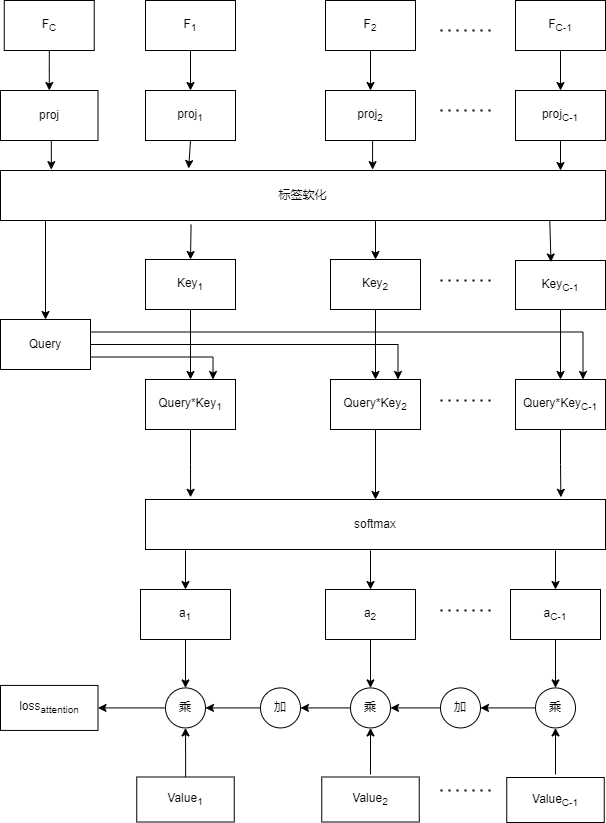 F_C F_1 F_2 ....... F_C-1
proj proj_1 proj_2 ....... proj_C-1
标签软化
Key_1 Key_2 ....... Key_C-1
Query
Query*Key_1 Query*Key_2 ....... Query*Key_C-1
softmax
a_1 a_2 ....... a_C-1
loss_attention 乘 加 乘 加 乘
Value_1 Value_2 ....... Value_C-1